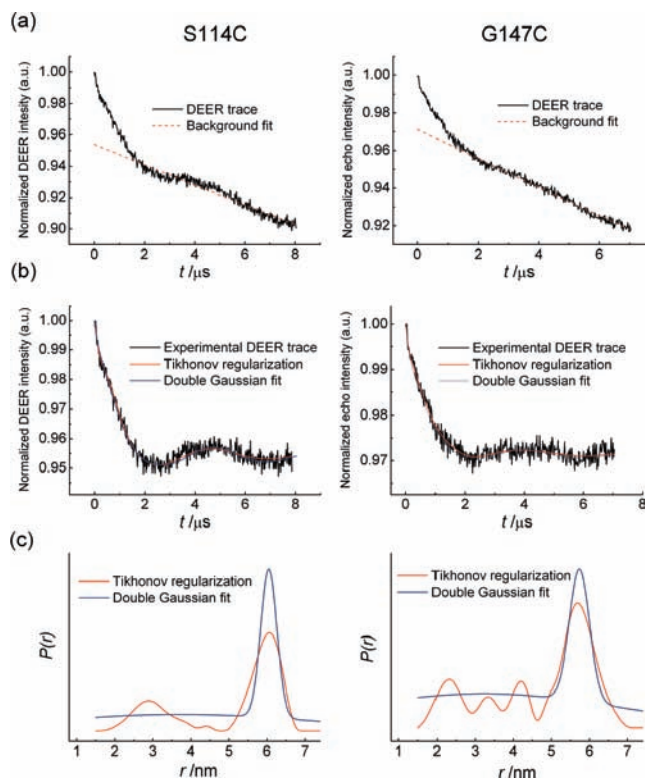 (a)
S114C
G147C
Normalized DEER intesity (a.u.)
1.00
0.98
0.96
0.94
0.92
0.90
DEER trace
Background fit
0 2 4 6 8
t /μs
Normalized echo intensity (a.u.)
1.00
0.98
0.96
0.94
0.92
DEER trace
Background fit
0 2 4 6
t /μs
(b)
Normalized DEER intensity (a.u.)
1.00
0.99
0.98
0.97
0.96
0.95
Experimental DEER trace
Tikhonov regularization
Double Gaussian fit
0 2 4 6 8
t /μs
Normalized echo intensity (a.u.)
1.00
0.99
0.98
0.97
Experimental DEER trace
Tikhonov regularization
Double Gaussian fit
0 2 4 6 8
t /μs
(c)
P(r)
Tikhonov regularization
Double Gaussian fit
1 2 3 4 5 6 7
r /nm
P(r)
Tikhonov regularization
Double Gaussian fit
1 2 3 4 5 6 7
r /nm